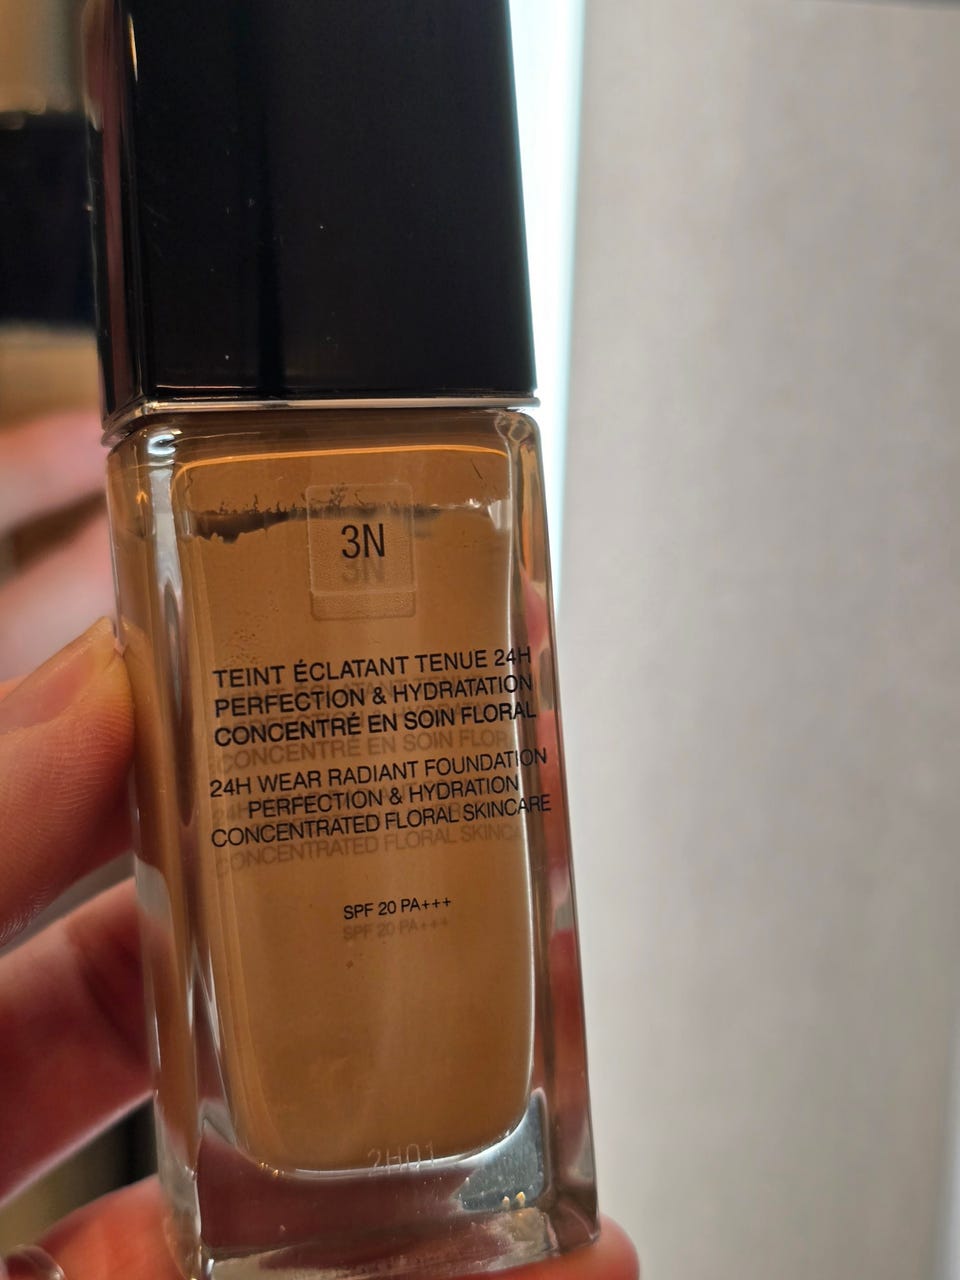 3N
TEINT ÉCLATANT TENUE 24H
PERFECTION & HYDRATATION
CONCENTRÉ EN SOIN FLORAL
24H WEAR RADIANT FOUNDATION
PERFECTION & HYDRATION
CONCENTRATED FLORAL SKINCARE
SPF 20 PA+++
2H01